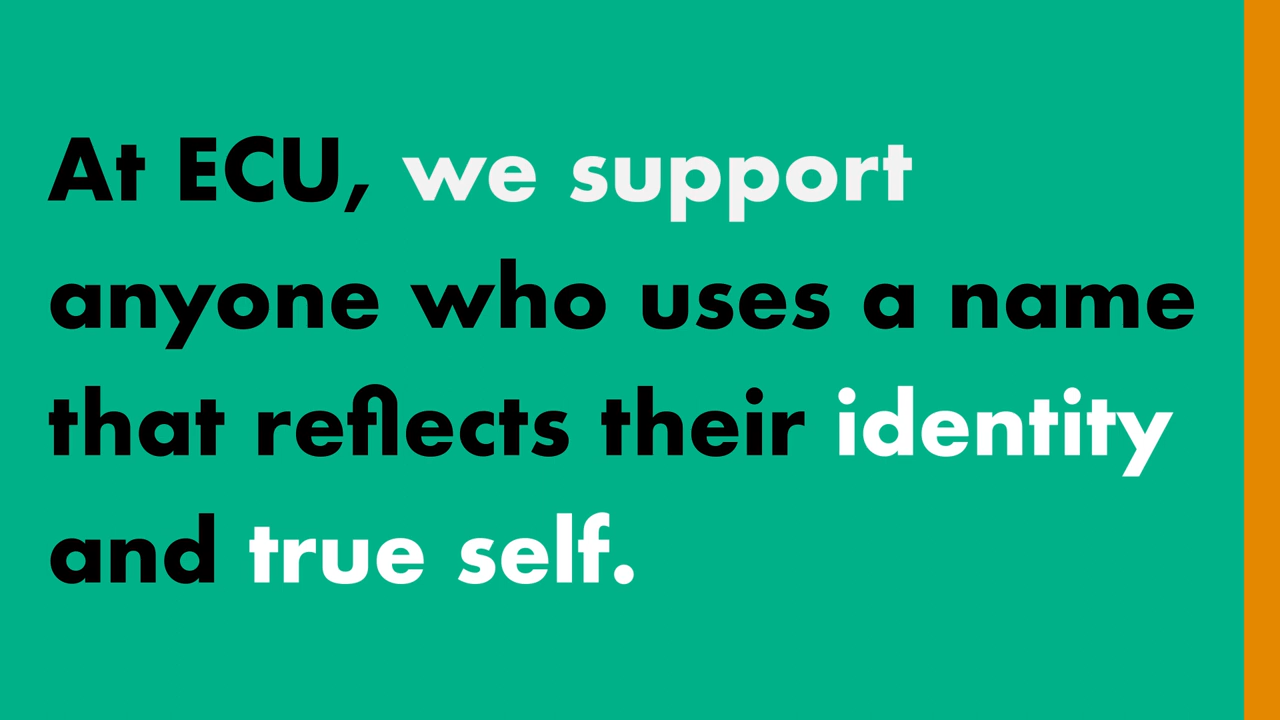 At ECU, we support
anyone who uses a name
that reflects their identity
and true self.